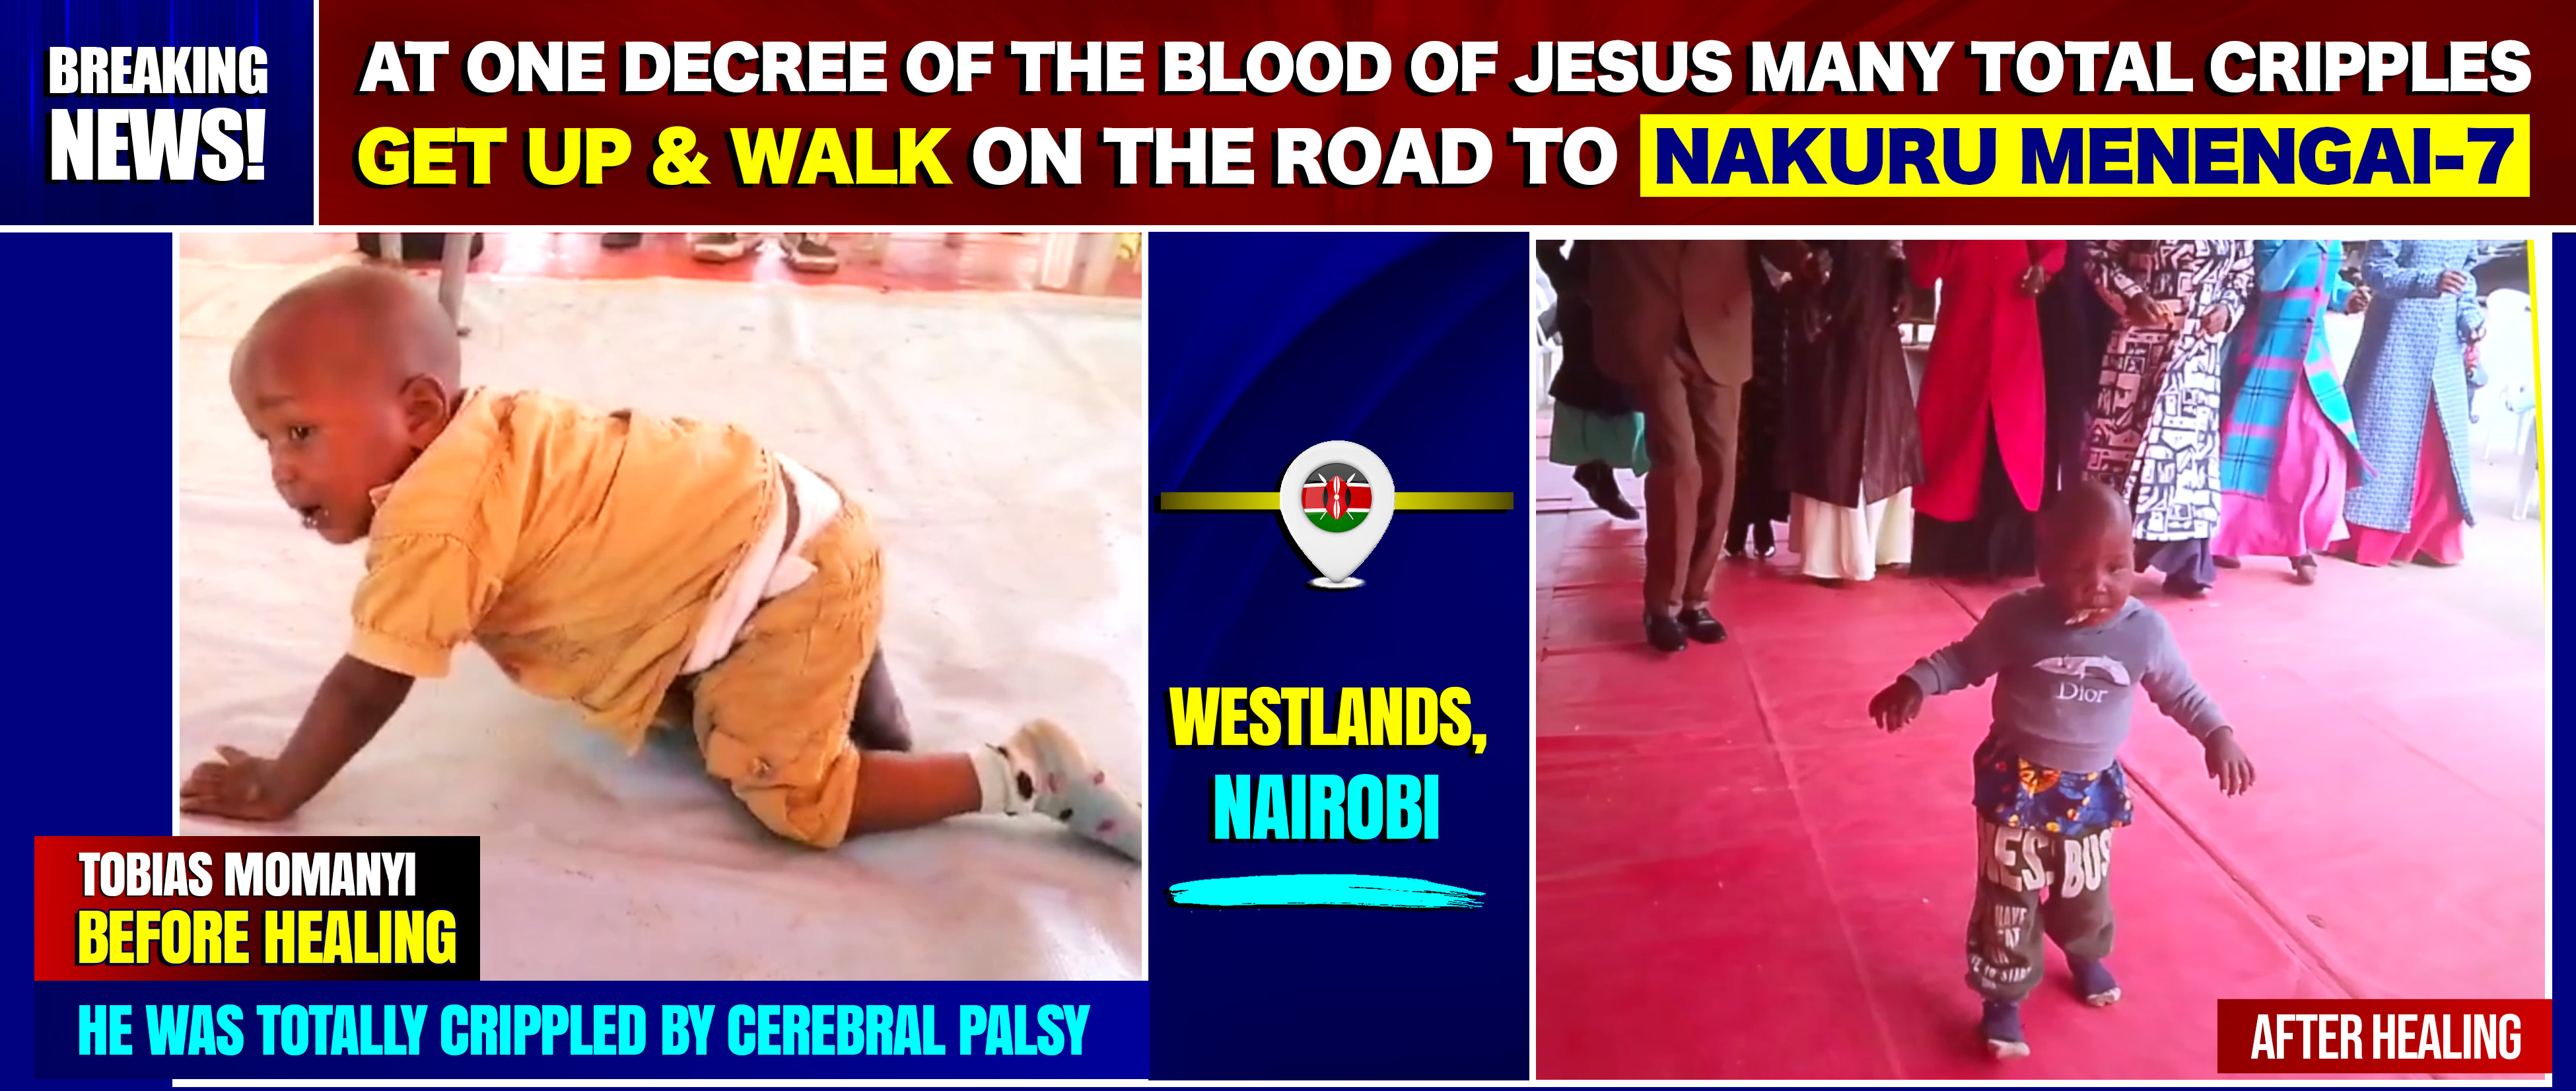 BREAKING
NEWS!
AT ONE DECREE OF THE BLOOD OF JESUS MANY TOTAL CRIPPLES
GET UP & WALK ON THE ROAD TO NAKURU MENENGAI-7
TOBIAS MOMANYI
BEFORE HEALING
HE WAS TOTALLY CRIPPLED BY CEREBRAL PALSY
WESTLANDS,
NAIROBI
Dior
BUS
HAVE
AFTER HEALING